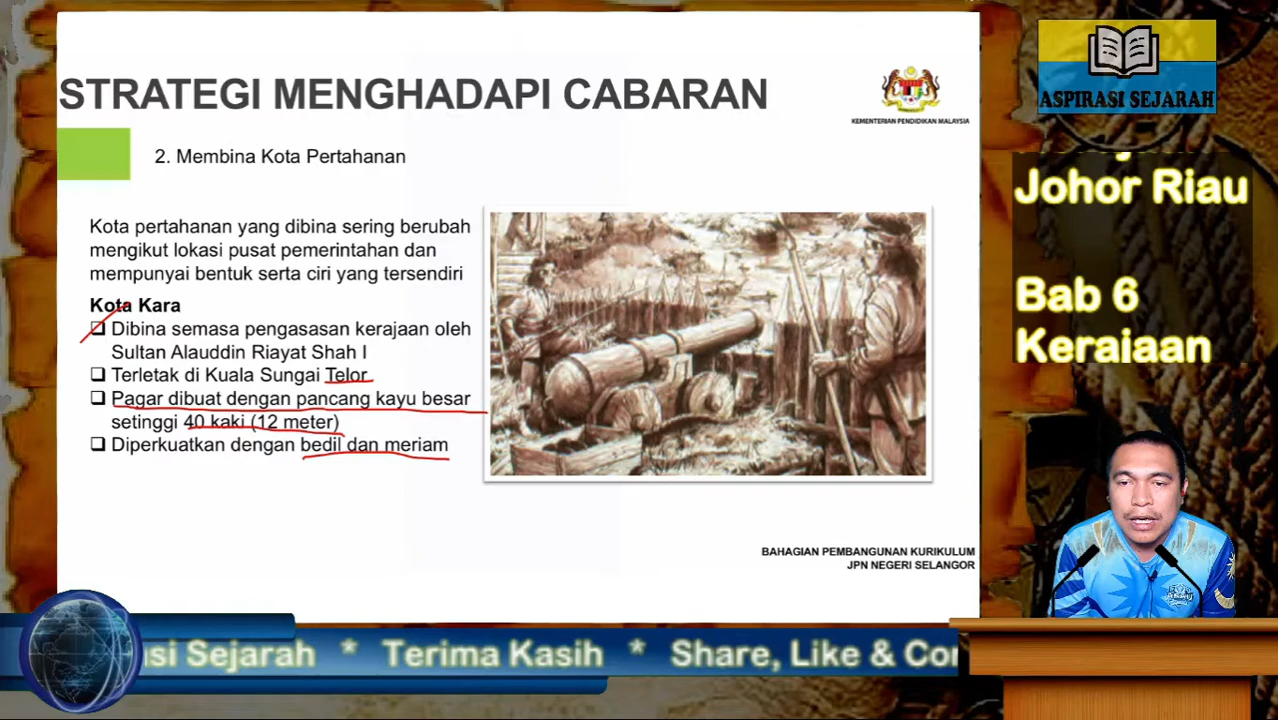 STRATEGI MENGHADAPI CABARAN
KEMENTERIAN PENDIDIKAN MALAYSIA
2. Membina Kota Pertahanan
Kota pertahanan yang dibina sering berubah
mengikut lokasi pusat pemerintahan dan
mempunyai bentuk serta ciri yang tersendiri
Kota Kara
Dibina semasa pengasasan kerajaan oleh
Sultan Alauddin Riayat Shah I
Terletak di Kuala Sungai Telor
Pagar dibuat dengan pancang kayu besar
setinggi 40 kaki (12 meter)
Diperkuatkan dengan bedil dan meriam
BAHAGIAN PEMBANGUNAN KURIKULUM
JPN NEGERI SELANGOR
ASPIRASI SEJARAH
Johor Riau
Bab 6
Kerajaan
si Sejarah * Terima Kasih * Share, Like & Co